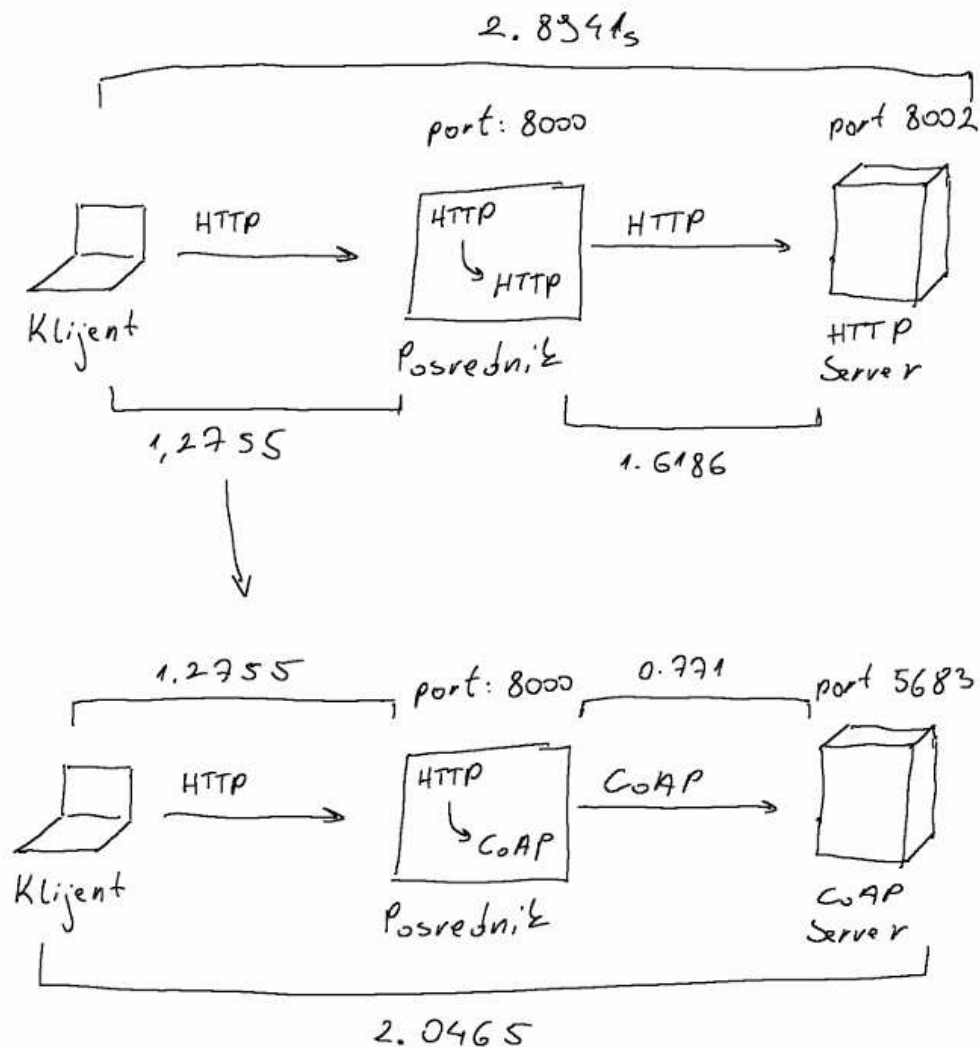 2.8941s
port: 8000
port 8002
HTTP
HTTP
HTTP
HTTP
Klijent
Posrednik
HTTP
Server
1,2755
1.6186
1.2755
port: 8000
0.771
port 5683
HTTP
HTTP
CoAP
CoAP
Klijent
Posrednik
CoAP
Server
2.0465